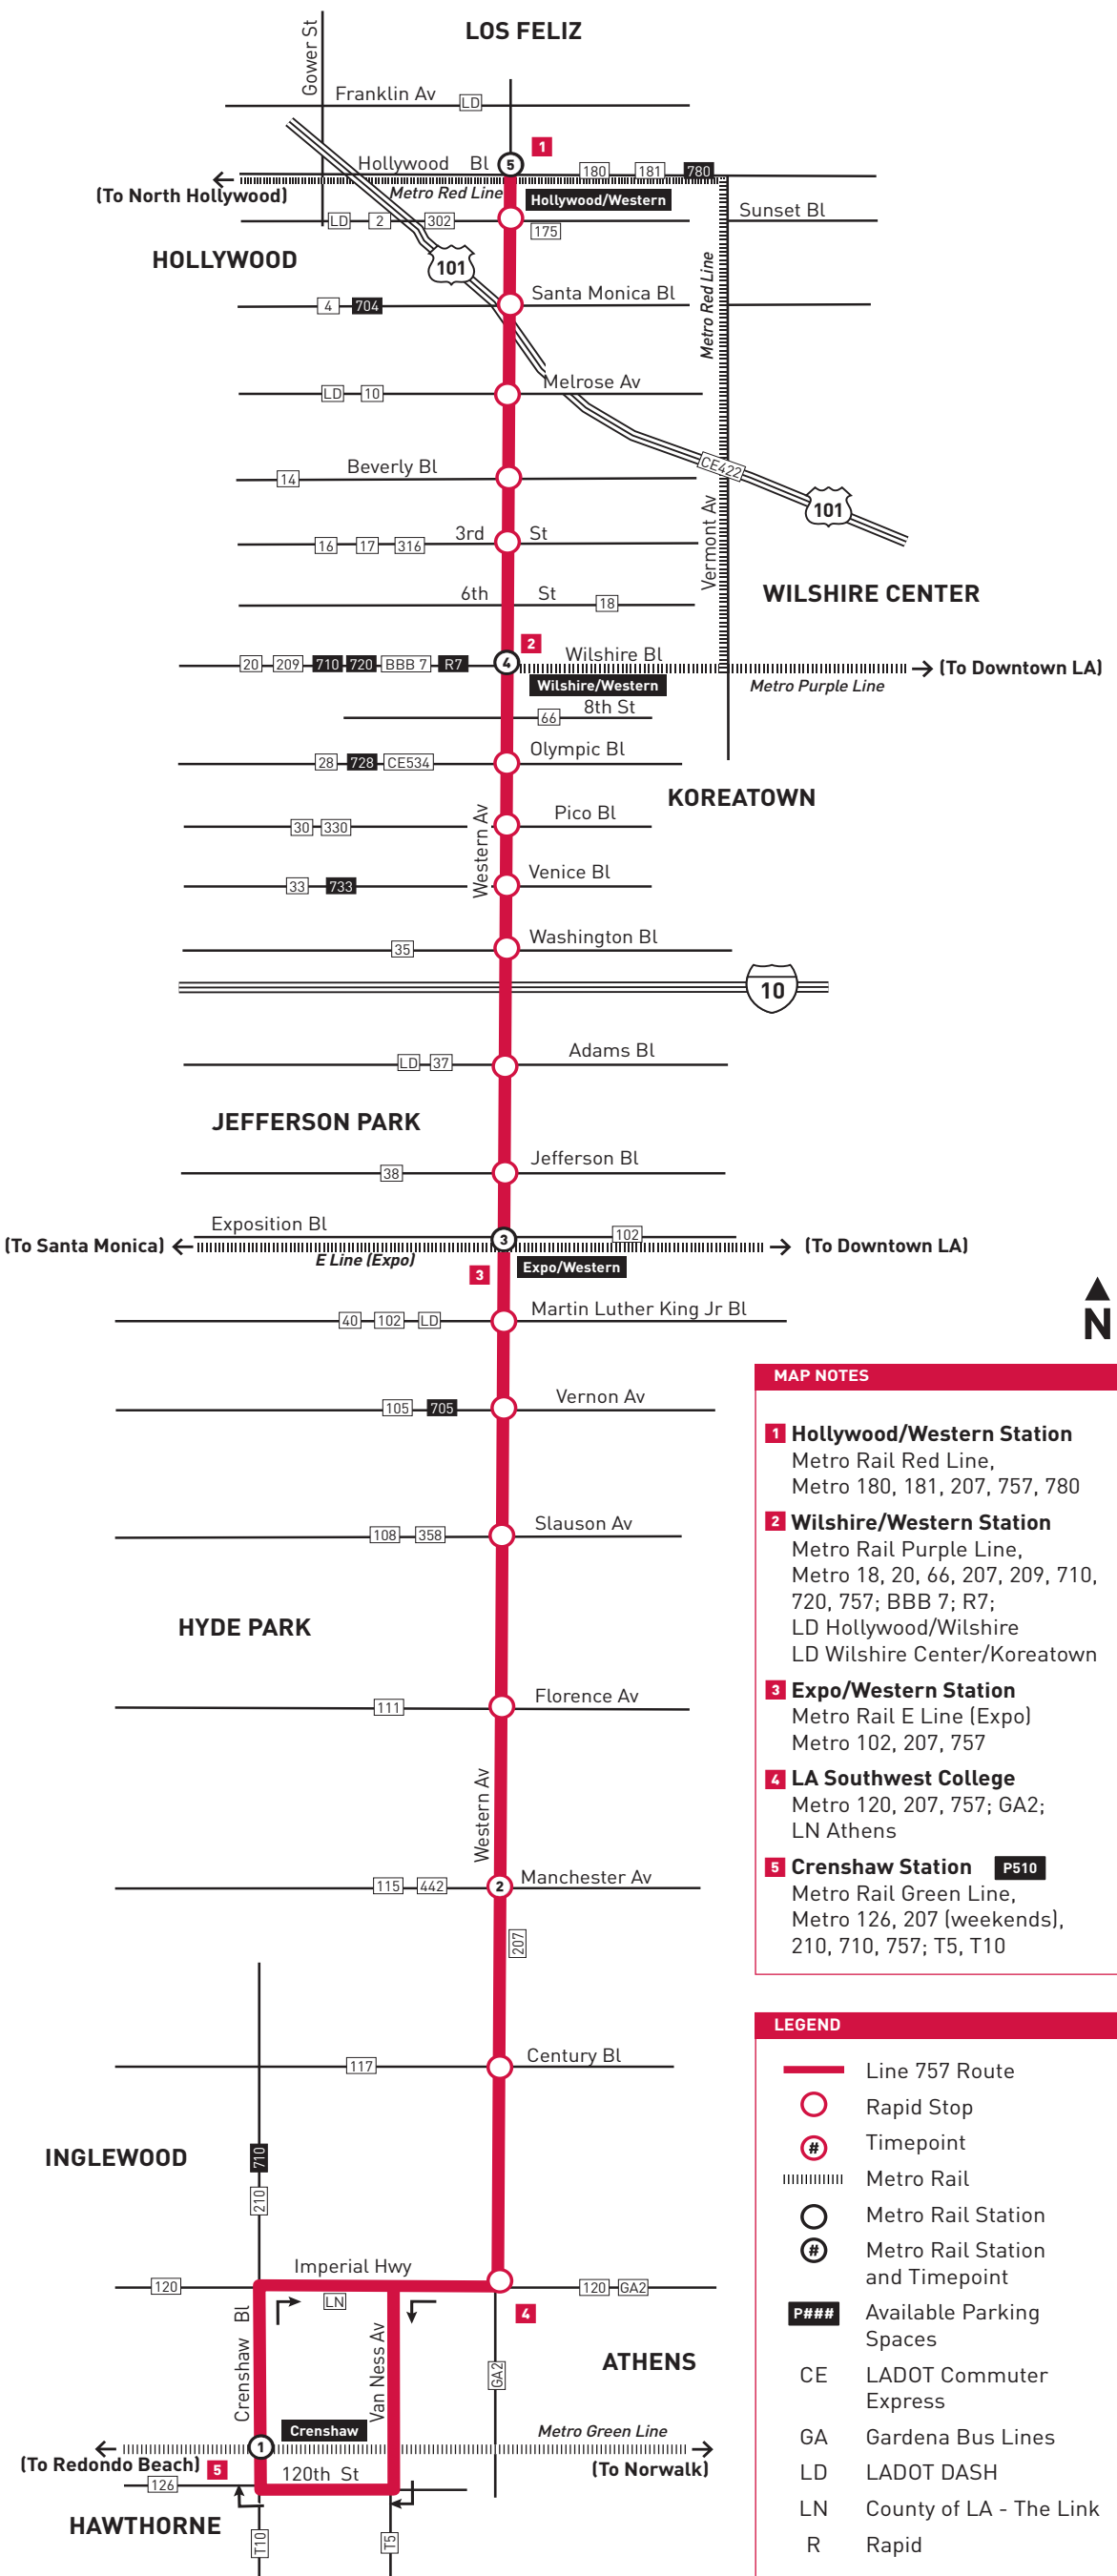 LOS FELIZ
Gower St
Franklin Av
LD
1
Hollywood Bl
5
180
181
780
(To North Hollywood)
Metro Red Line
Hollywood/Western
LD
2
302
175
Sunset Bl
HOLLYWOOD
101
Metro Red Line
4
704
Santa Monica Bl
LD
10
Melrose Av
CE422
14
Beverly Bl
101
16
17
316
3rd St
Vermont Av
6th St
18
WILSHIRE CENTER
2
20
209
710
720
BBB 7
R7
4
Wilshire Bl
(To Downtown LA)
Wilshire/Western
Metro Purple Line
66
8th St
28
728
CE534
Olympic Bl
KOREATOWN
30
330
Pico Bl
Western Av
33
733
Venice Bl
35
Washington Bl
10
LD
37
Adams Bl
JEFFERSON PARK
38
Jefferson Bl
Exposition Bl
3
102
(To Santa Monica)
E Line (Expo)
(To Downtown LA)
3
Expo/Western
40
102
LD
Martin Luther King Jr Bl
N
105
705
Vernon Av
108
358
Slauson Av
HYDE PARK
111
Florence Av
Western Av
115
442
2
Manchester Av
207
117
Century Bl
INGLEWOOD
710
210
Imperial Hwy
120
LN
120
GA2
4
Crenshaw Bl
Van Ness Av
GA2
ATHENS
Crenshaw
1
Metro Green Line
(To Redondo Beach)
5
(To Norwalk)
126
120th St
HAWTHORNE
T10
T5
MAP NOTES
1 Hollywood/Western Station
Metro Rail Red Line,
Metro 180, 181, 207, 757, 780
2 Wilshire/Western Station
Metro Rail Purple Line,
Metro 18, 20, 66, 207, 209, 710,
720, 757; BBB 7; R7;
LD Hollywood/Wilshire
LD Wilshire Center/Koreatown
3 Expo/Western Station
Metro Rail E Line (Expo)
Metro 102, 207, 757
4 LA Southwest College
Metro 120, 207, 757; GA2;
LN Athens
5 Crenshaw Station P510
Metro Rail Green Line,
Metro 126, 207 (weekends),
210, 710, 757; T5, T10
LEGEND
Line 757 Route
Rapid Stop
# Timepoint
Metro Rail
Metro Rail Station
# Metro Rail Station
and Timepoint
P### Available Parking
Spaces
CE LADOT Commuter
Express
GA Gardena Bus Lines
LD LADOT DASH
LN County of LA - The Link
R Rapid